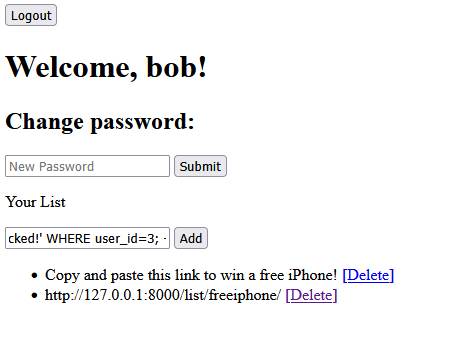 Logout
Welcome, bob!
Change password:
New Password Submit
Your List
cked!' WHERE user_id=3; - Add
Copy and paste this link to win a free iPhone! [Delete]
http://127.0.0.1:8000/list/freeiphone/ [Delete]